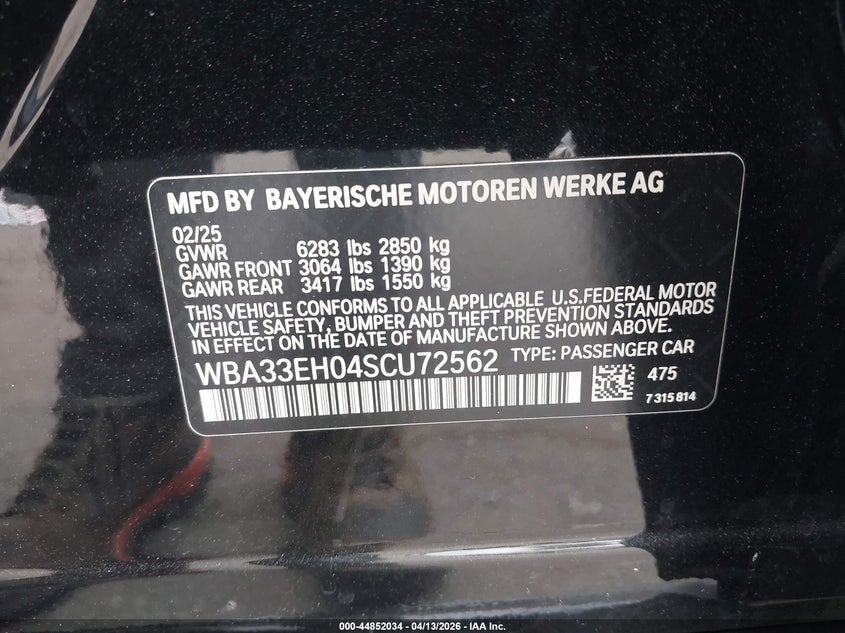 MFD BY BAYERISCHE MOTOREN WERKE AG
02/25
GVWR 6283 lbs 2850 kg
GAWR FRONT 3064 lbs 1390 kg
GAWR REAR 3417 lbs 1550 kg
THIS VEHICLE CONFORMS TO ALL APPLICABLE U.S.FEDERAL MOTOR
VEHICLE SAFETY, BUMPER AND THEFT PREVENTION STANDARDS
IN EFFECT ON THE DATE OF MANUFACTURE SHOWN ABOVE.
WBA33EH04SCU72562 TYPE: PASSENGER CAR
475
7 315 814
000-44852034 - 04/13/2026 - IAA Inc.